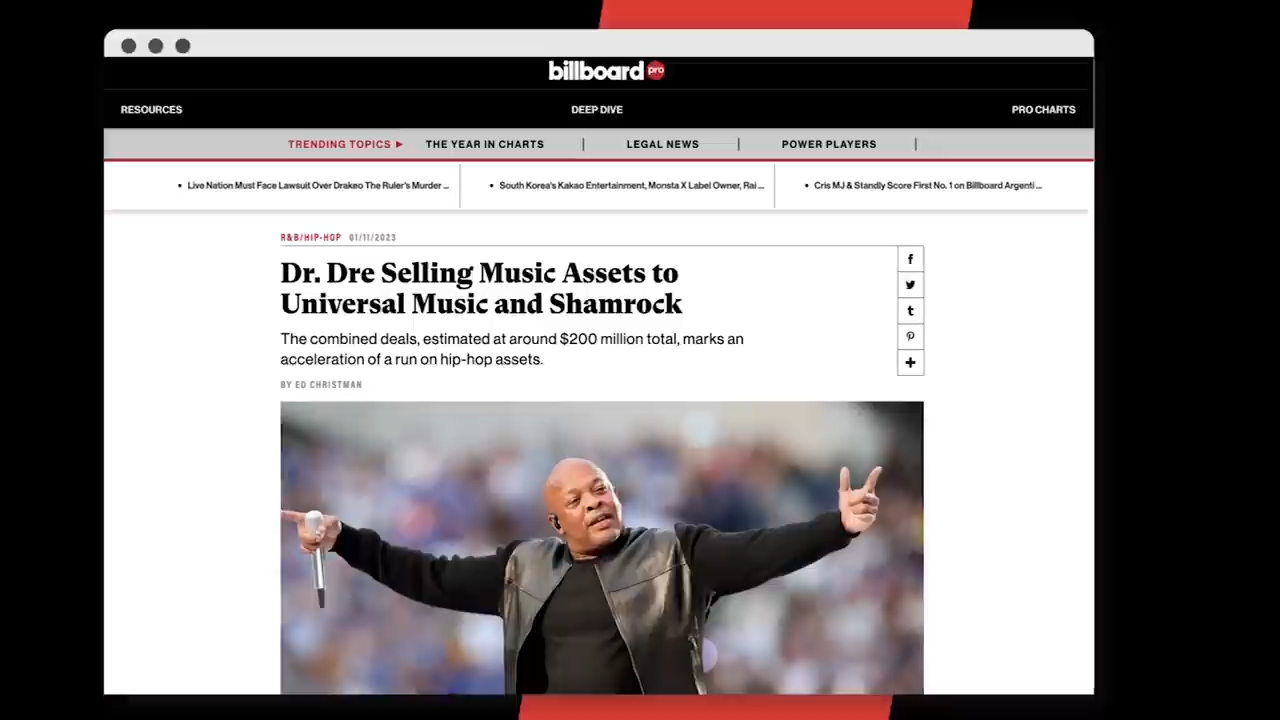 billboard pro
RESOURCES DEEP DIVE PRO CHARTS
TRENDING TOPICS ▶ THE YEAR IN CHARTS | LEGAL NEWS | POWER PLAYERS |
• Live Nation Must Face Lawsuit Over Drakeo The Ruler's Murder ... • South Korea's Kakao Entertainment, Monsta X Label Owner, Rai ... • Cris MJ & Standly Score First No. 1 on Billboard Argenti ...
R&B/HIP-HOP 01/11/2023
Dr. Dre Selling Music Assets to
Universal Music and Shamrock
The combined deals, estimated at around $200 million total, marks an
acceleration of a run on hip-hop assets.
BY ED CHRISTMAN